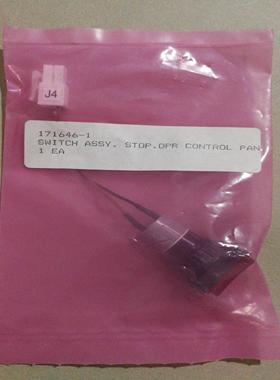 J4
171646-1
SWITCH ASSY. STOP.OPR CONTROL PAN
1 EA